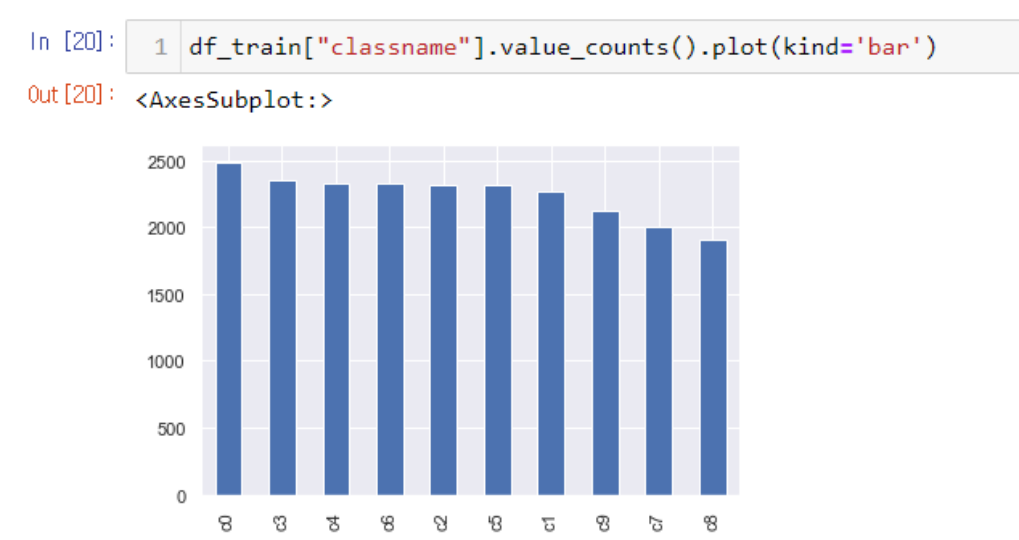 In [20]:
1 df_train["classname"].value_counts().plot(kind='bar')
Out[20]: <AxesSubplot:>
2500
2000
1500
1000
500
0
c0 c3 c4 c6 c2 c5 c1 c9 c7 c8